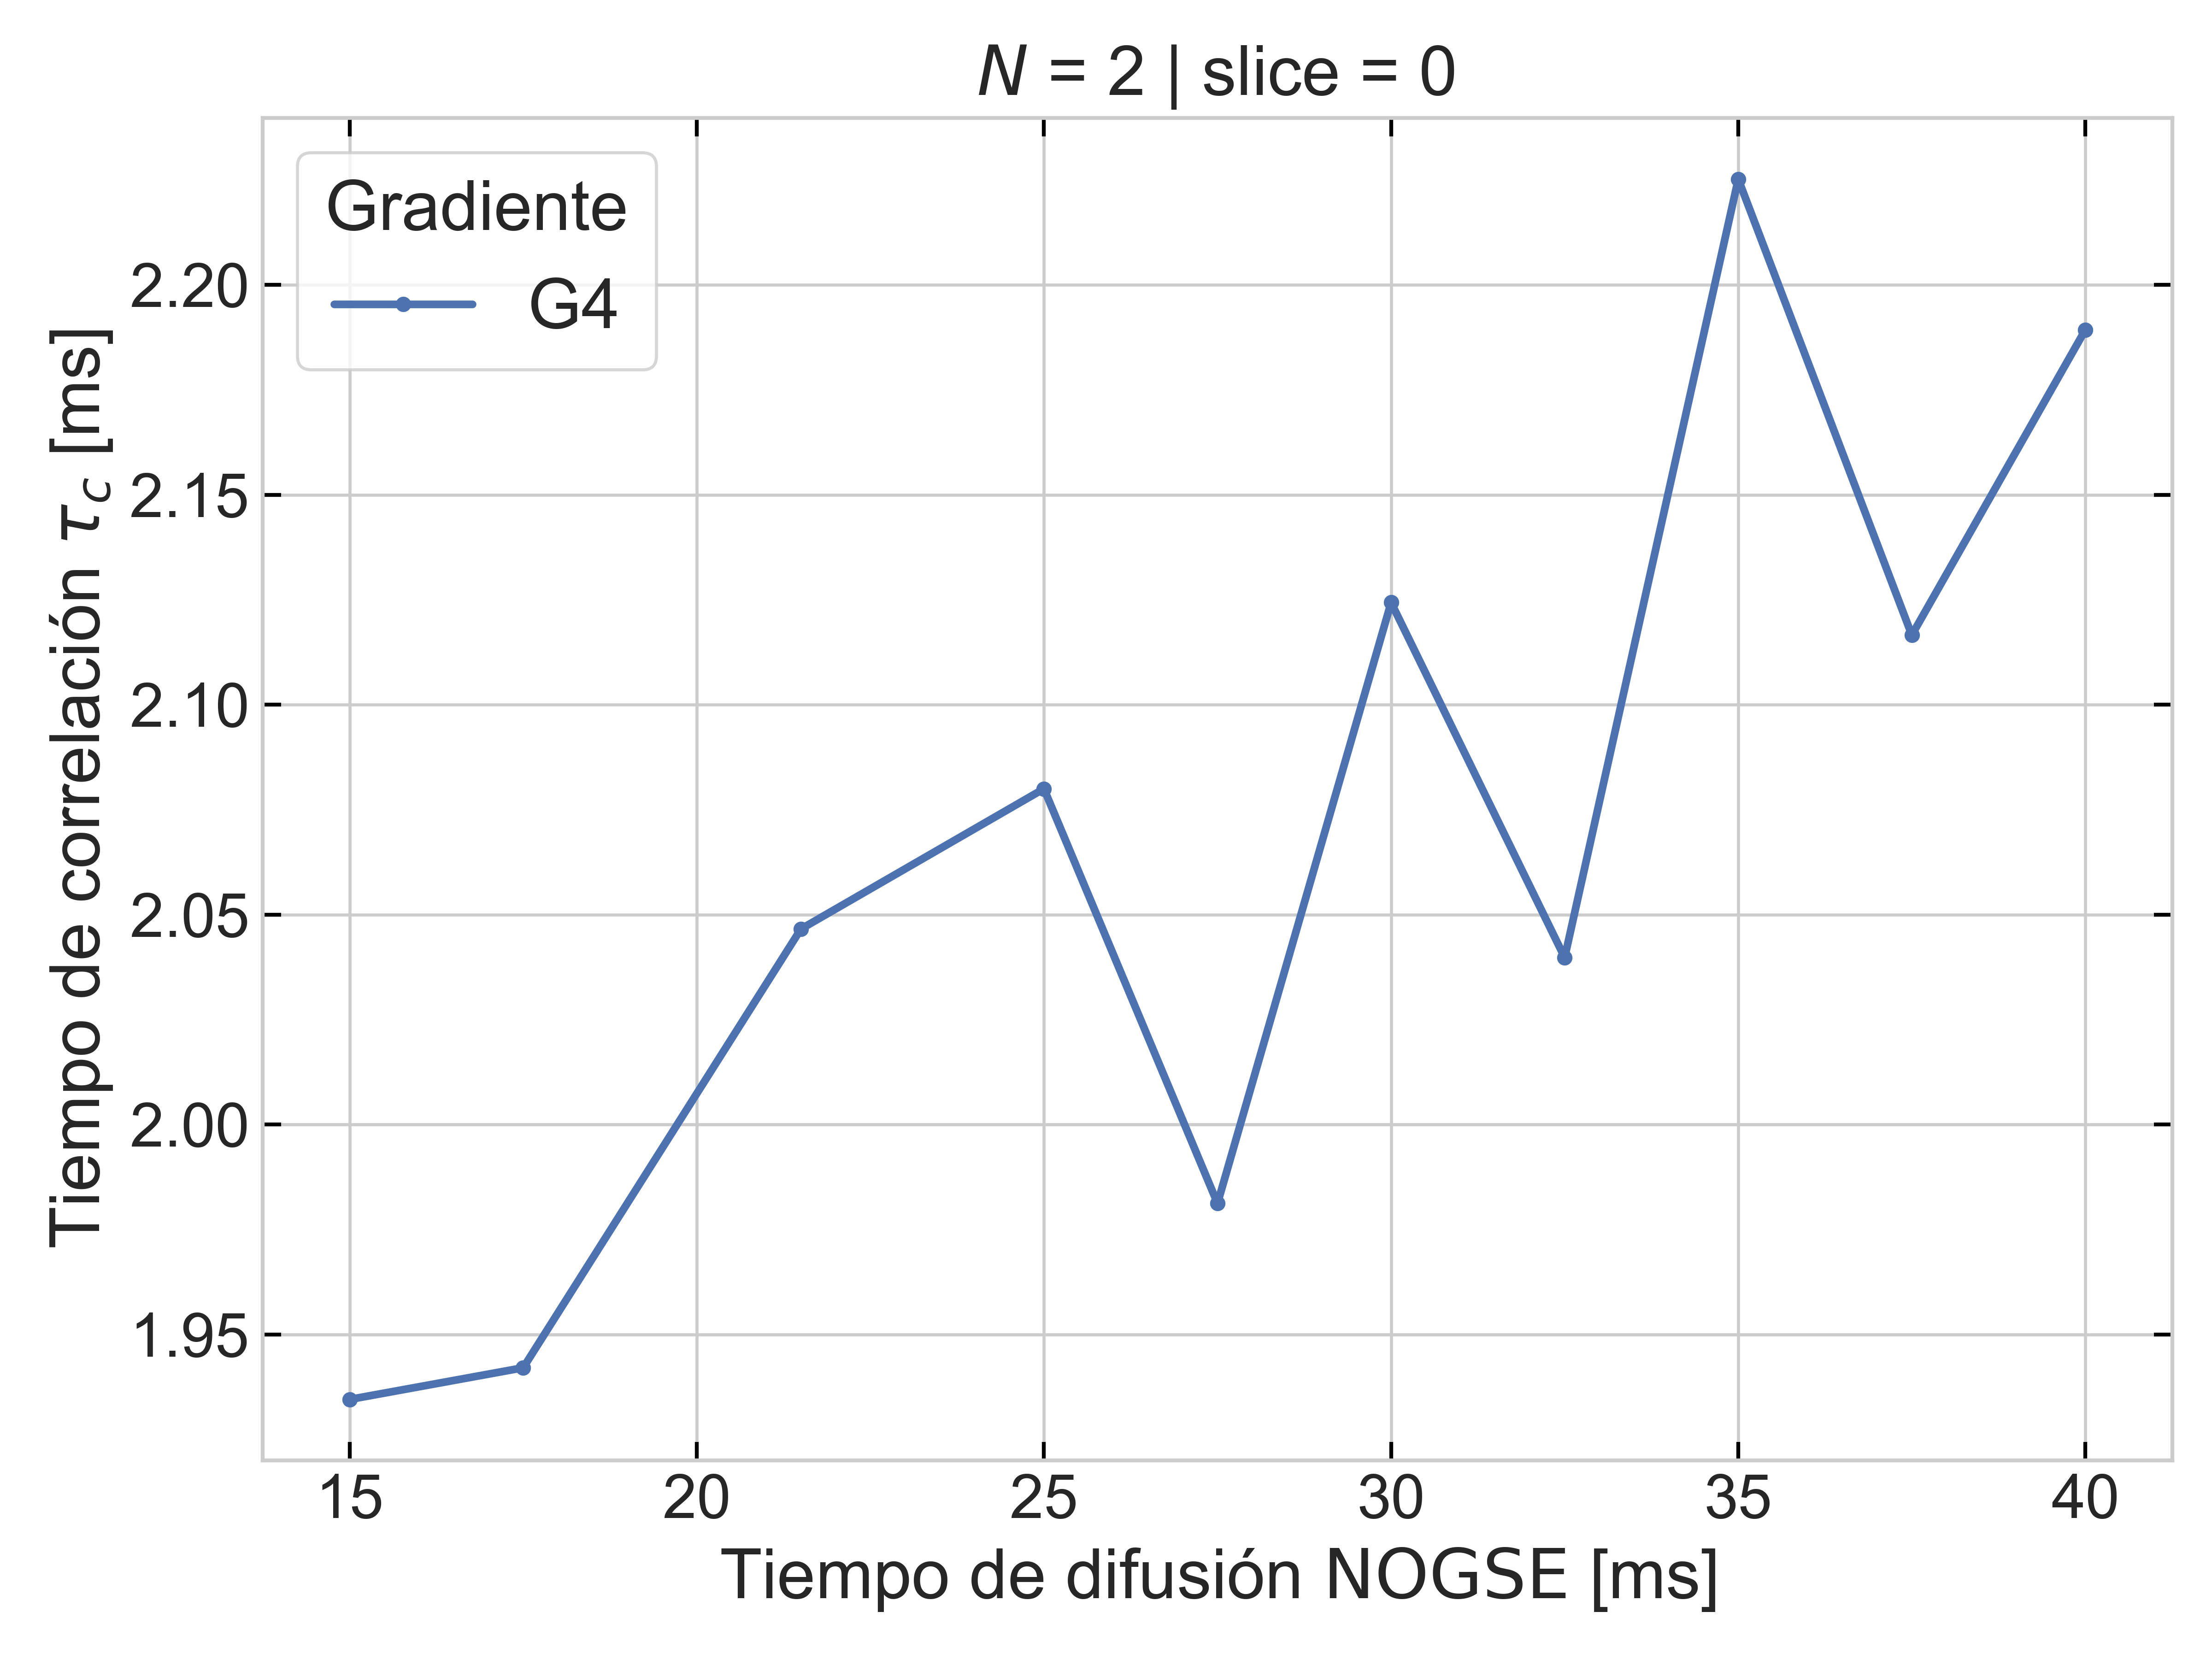 N = 2 | slice = 0
Gradiente
G4
Tiempo de correlación τc [ms]
2.20
2.15
2.10
2.05
2.00
1.95
15 20 25 30 35 40
Tiempo de difusión NOGSE [ms]